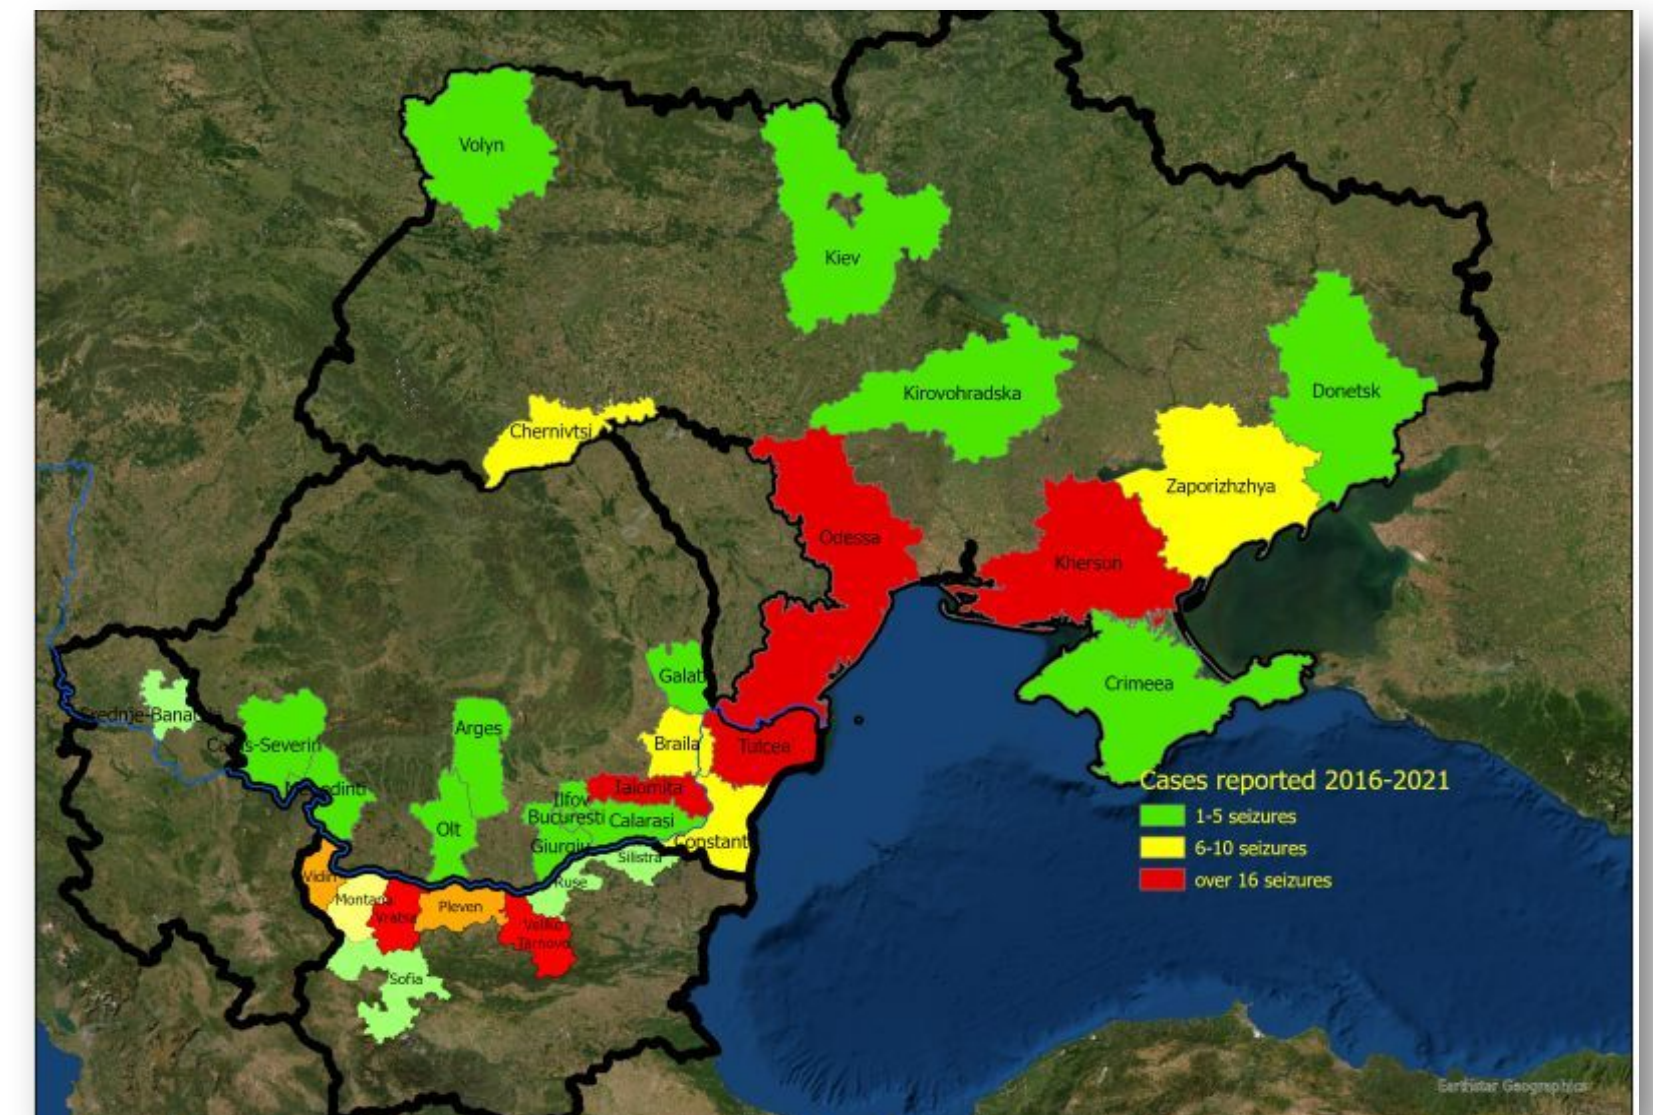 Volyn
Kiev
Kirovohradska
Donetsk
Chernivtsi
Zaporizhzhya
Odessa
Kherson
Galat
Crimeea
Arges
Braila
Tulcea
Cases reported 2016-2021
Ialomita
Ilfov
1-5 seizures
Bucuresti
Calarasi
Olt
Constant
Giurgiu
6-10 seizures
Silistra
Vidin
Ruse
over 16 seizures
Montana
Pleven
Vratsa
Veliko
Tarnovo
Sofia
Earthstar Geographics